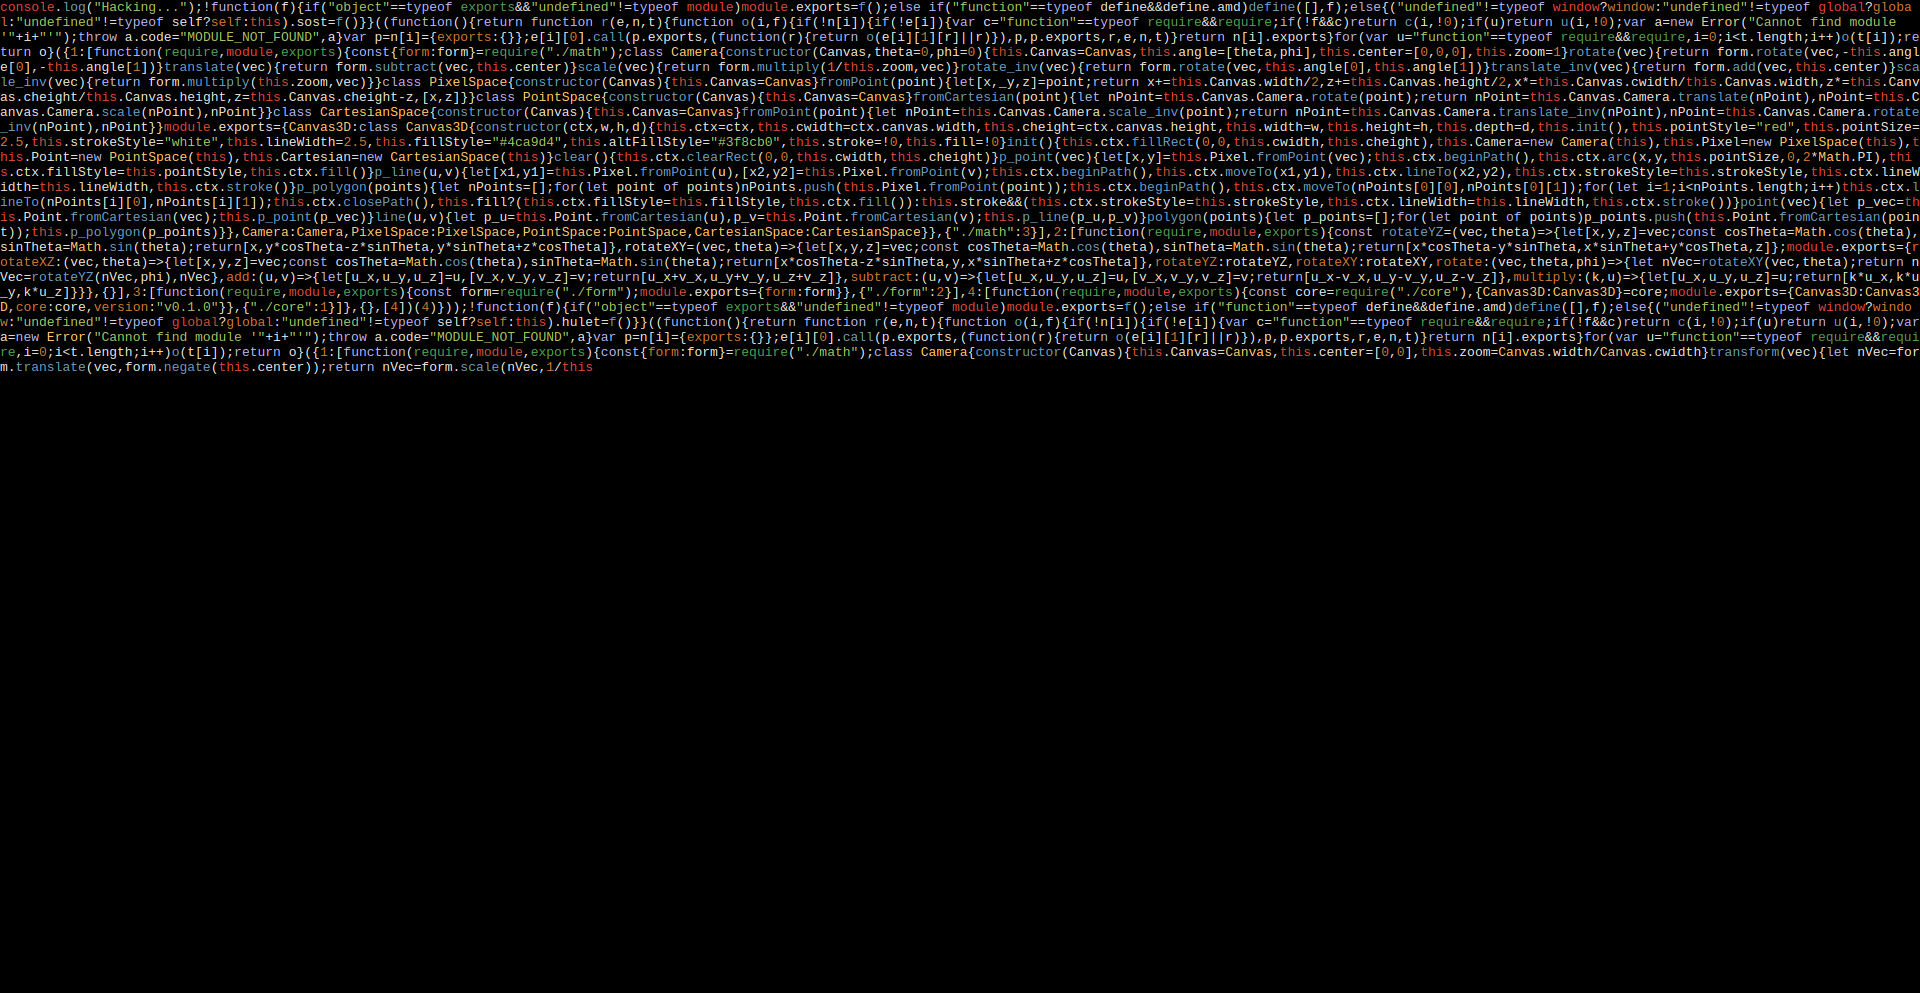 console.log("Hacking...");!function(f){if("object"==typeof exports&&"undefined"!=typeof module)module.exports=f();else if("function"==typeof define&&define.amd)define([],f);else{("undefined"!=typeof window?window:"undefined"!=typeof global?globa
l:"undefined"!=typeof self?self:this).sost=f()}}((function(){return function r(e,n,t){function o(i,f){if(!n[i]){if(!e[i]){var c="function"==typeof require&&require;if(!f&&c)return c(i,!0);if(u)return u(i,!0);var a=new Error("Cannot find module
'"+i+"'");throw a.code="MODULE_NOT_FOUND",a}var p=n[i]={exports:{}};e[i][0].call(p.exports,(function(r){return o(e[i][1][r]||r)}),p,p.exports,r,e,n,t)}return n[i].exports}for(var u="function"==typeof require&&require,i=0;i<t.length;i++)o(t[i]);re
turn o}({1:[function(require,module,exports){const{form:form}=require("./math");class Camera{constructor(Canvas,theta=0,phi=0){this.Canvas=Canvas,this.angle=[theta,phi],this.center=[0,0,0],this.zoom=1}rotate(vec){return form.rotate(vec,-this.angl
e[0],-this.angle[1])}translate(vec){return form.subtract(vec,this.center)}scale(vec){return form.multiply(1/this.zoom,vec)}rotate_inv(vec){return form.rotate(vec,this.angle[0],this.angle[1])}translate_inv(vec){return form.add(vec,this.center)}sca
le_inv(vec){return form.multiply(this.zoom,vec)}}class PixelSpace{constructor(Canvas){this.Canvas=Canvas}fromPoint(point){let[x,_y,z]=point;return x+=this.Canvas.width/2,z+=this.Canvas.height/2,x*=this.Canvas.cwidth/this.Canvas.width,z*=this.Canv
as.cheight/this.Canvas.height,z=this.Canvas.cheight-z,[x,z]}}class PointSpace{constructor(Canvas){this.Canvas=Canvas}fromCartesian(point){let nPoint=this.Canvas.Camera.rotate(point);return nPoint=this.Canvas.Camera.translate(nPoint),nPoint=this.C
anvas.Camera.scale(nPoint),nPoint}}class CartesianSpace{constructor(Canvas){this.Canvas=Canvas}fromPoint(point){let nPoint=this.Canvas.Camera.scale_inv(point);return nPoint=this.Canvas.Camera.translate_inv(nPoint),nPoint=this.Canvas.Camera.rotate
_inv(nPoint),nPoint}}module.exports={Canvas3D:class Canvas3D{constructor(ctx,w,h,d){this.ctx=ctx,this.cwidth=ctx.canvas.width,this.cheight=ctx.canvas.height,this.width=w,this.height=h,this.depth=d,this.init(),this.pointStyle="red",this.pointSize=
2.5,this.strokeStyle="white",this.lineWidth=2.5,this.fillStyle="#4ca9d4",this.altFillStyle="#3f8cb0",this.stroke=!0,this.fill=!0}init(){this.ctx.fillRect(0,0,this.cwidth,this.cheight),this.Camera=new Camera(this),this.Pixel=new PixelSpace(this),t
his.Point=new PointSpace(this),this.Cartesian=new CartesianSpace(this)}clear(){this.ctx.clearRect(0,0,this.cwidth,this.cheight)}p_point(vec){let[x,y]=this.Pixel.fromPoint(vec);this.ctx.beginPath(),this.ctx.arc(x,y,this.pointSize,0,2*Math.PI),thi
s.ctx.fillStyle=this.pointStyle,this.ctx.fill()}p_line(u,v){let[x1,y1]=this.Pixel.fromPoint(u),[x2,y2]=this.Pixel.fromPoint(v);this.ctx.beginPath(),this.ctx.moveTo(x1,y1),this.ctx.lineTo(x2,y2),this.ctx.strokeStyle=this.strokeStyle,this.ctx.lineW
idth=this.lineWidth,this.ctx.stroke()}p_polygon(points){let nPoints=[];for(let point of points)nPoints.push(this.Pixel.fromPoint(point));this.ctx.beginPath(),this.ctx.moveTo(nPoints[0][0],nPoints[0][1]);for(let i=1;i<nPoints.length;i++)this.ctx.l
ineTo(nPoints[i][0],nPoints[i][1]);this.ctx.closePath(),this.fill?(this.ctx.fillStyle=this.fillStyle,this.ctx.fill()):this.stroke&&(this.ctx.strokeStyle=this.strokeStyle,this.ctx.lineWidth=this.lineWidth,this.ctx.stroke())}point(vec){let p_vec=th
is.Point.fromCartesian(vec);this.p_point(p_vec)}line(u,v){let p_u=this.Point.fromCartesian(u),p_v=this.Point.fromCartesian(v);this.p_line(p_u,p_v)}polygon(points){let p_points=[];for(let point of points)p_points.push(this.Point.fromCartesian(poin
t));this.p_polygon(p_points)}},Camera:Camera,PixelSpace:PixelSpace,PointSpace:PointSpace,CartesianSpace:CartesianSpace}},{"./math":3}],2:[function(require,module,exports){const rotateYZ=(vec,theta)=>{let[x,y,z]=vec;const cosTheta=Math.cos(theta),
sinTheta=Math.sin(theta);return[x,y*cosTheta-z*sinTheta,y*sinTheta+z*cosTheta]},rotateXY=(vec,theta)=>{let[x,y,z]=vec;const cosTheta=Math.cos(theta),sinTheta=Math.sin(theta);return[x*cosTheta-y*sinTheta,x*sinTheta+y*cosTheta,z]};module.exports={r
otateXZ:(vec,theta)=>{let[x,y,z]=vec;const cosTheta=Math.cos(theta),sinTheta=Math.sin(theta);return[x*cosTheta-z*sinTheta,y,x*sinTheta+z*cosTheta]},rotateYZ:rotateYZ,rotateXY:rotateXY,rotate:(vec,theta,phi)=>{let nVec=rotateXY(vec,theta);return n
Vec=rotateYZ(nVec,phi),nVec},add:(u,v)=>{let[u_x,u_y,u_z]=u,[v_x,v_y,v_z]=v;return[u_x+v_x,u_y+v_y,u_z+v_z]},subtract:(u,v)=>{let[u_x,u_y,u_z]=u,[v_x,v_y,v_z]=v;return[u_x-v_x,u_y-v_y,u_z-v_z]},multiply:(k,u)=>{let[u_x,u_y,u_z]=u;return[k*u_x,k*u
_y,k*u_z]}}},{}],3:[function(require,module,exports){const form=require("./form");module.exports={form:form}},{"./form":2}],4:[function(require,module,exports){const core=require("./core"),{Canvas3D:Canvas3D}=core;module.exports={Canvas3D:Canvas3
D,core:core,version:"v0.1.0"}},{"./core":1}]},{},[4])(4)}));!function(f){if("object"==typeof exports&&"undefined"!=typeof module)module.exports=f();else if("function"==typeof define&&define.amd)define([],f);else{("undefined"!=typeof window?windo
w:"undefined"!=typeof global?global:"undefined"!=typeof self?self:this).hulet=f()}}((function(){return function r(e,n,t){function o(i,f){if(!n[i]){if(!e[i]){var c="function"==typeof require&&require;if(!f&&c)return c(i,!0);if(u)return u(i,!0);var
a=new Error("Cannot find module '"+i+"'");throw a.code="MODULE_NOT_FOUND",a}var p=n[i]={exports:{}};e[i][0].call(p.exports,(function(r){return o(e[i][1][r]||r)}),p,p.exports,r,e,n,t)}return n[i].exports}for(var u="function"==typeof require&&requi
re,i=0;i<t.length;i++)o(t[i]);return o}({1:[function(require,module,exports){const{form:form}=require("./math");class Camera{constructor(Canvas){this.Canvas=Canvas,this.center=[0,0],this.zoom=Canvas.width/Canvas.cwidth}transform(vec){let nVec=for
m.translate(vec,form.negate(this.center));return nVec=form.scale(nVec,1/this